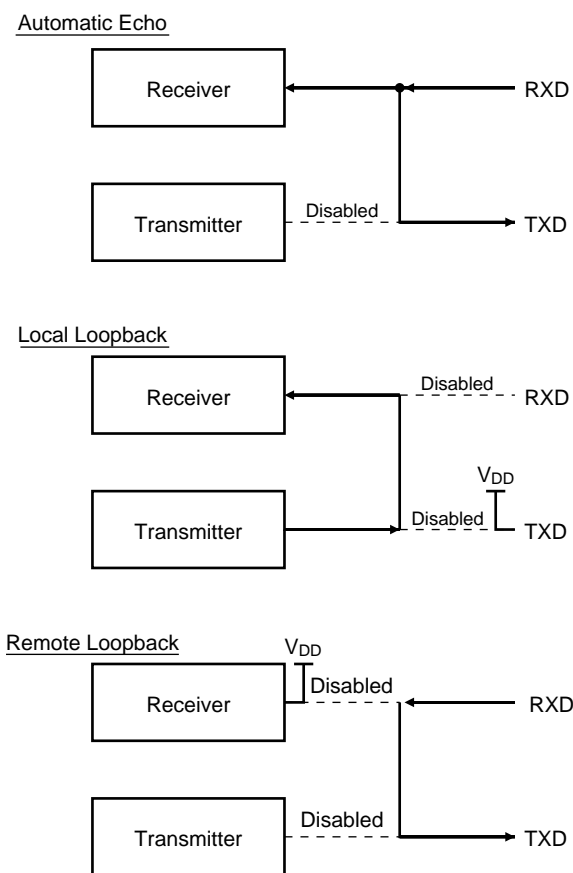 Automatic Echo
Receiver
RXD
Transmitter
Disabled
TXD
Local Loopback
Receiver
Disabled
RXD
VDD
Transmitter
Disabled
TXD
Remote Loopback
VDD
Receiver
Disabled
RXD
Transmitter
Disabled
TXD